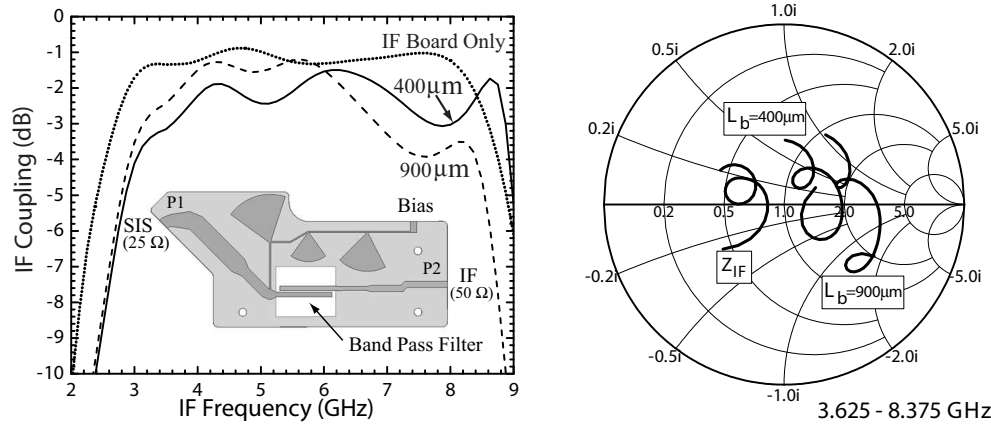 IF Coupling (dB)
0
-1
-2
-3
-4
-5
-6
-7
-8
-9
-10
2
3
4
5
6
7
8
9
IF Frequency (GHz)
IF Board Only
400μm
900μm
P1
SIS
(25 Ω)
Bias
P2
IF
(50 Ω)
Band Pass Filter
1.0i
0.5i
2.0i
0.2i
5.0i
L_b=400μm
0.2
0.5
1.0
2.0
5.0
Z_IF
L_b=900μm
-0.2i
-5.0i
-0.5i
-2.0i
-1.0i
3.625 - 8.375 GHz